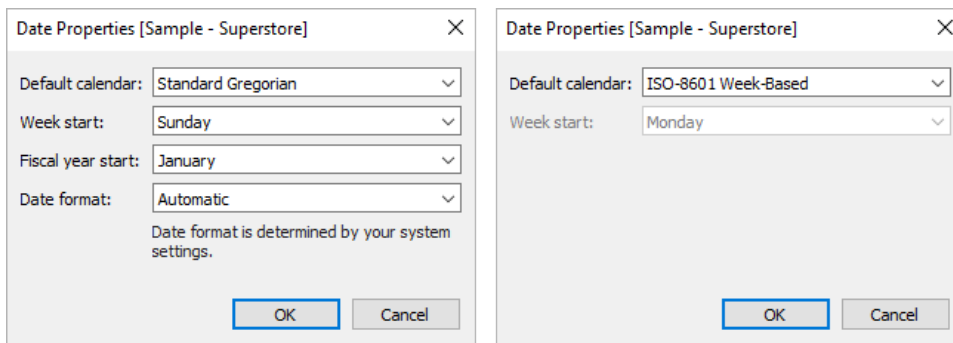 Date Properties [Sample - Superstore]
Default calendar: Standard Gregorian
Week start: Sunday
Fiscal year start: January
Date format: Automatic
Date format is determined by your system
settings.
OK Cancel
Date Properties [Sample - Superstore]
Default calendar: ISO-8601 Week-Based
Week start: Monday
OK Cancel